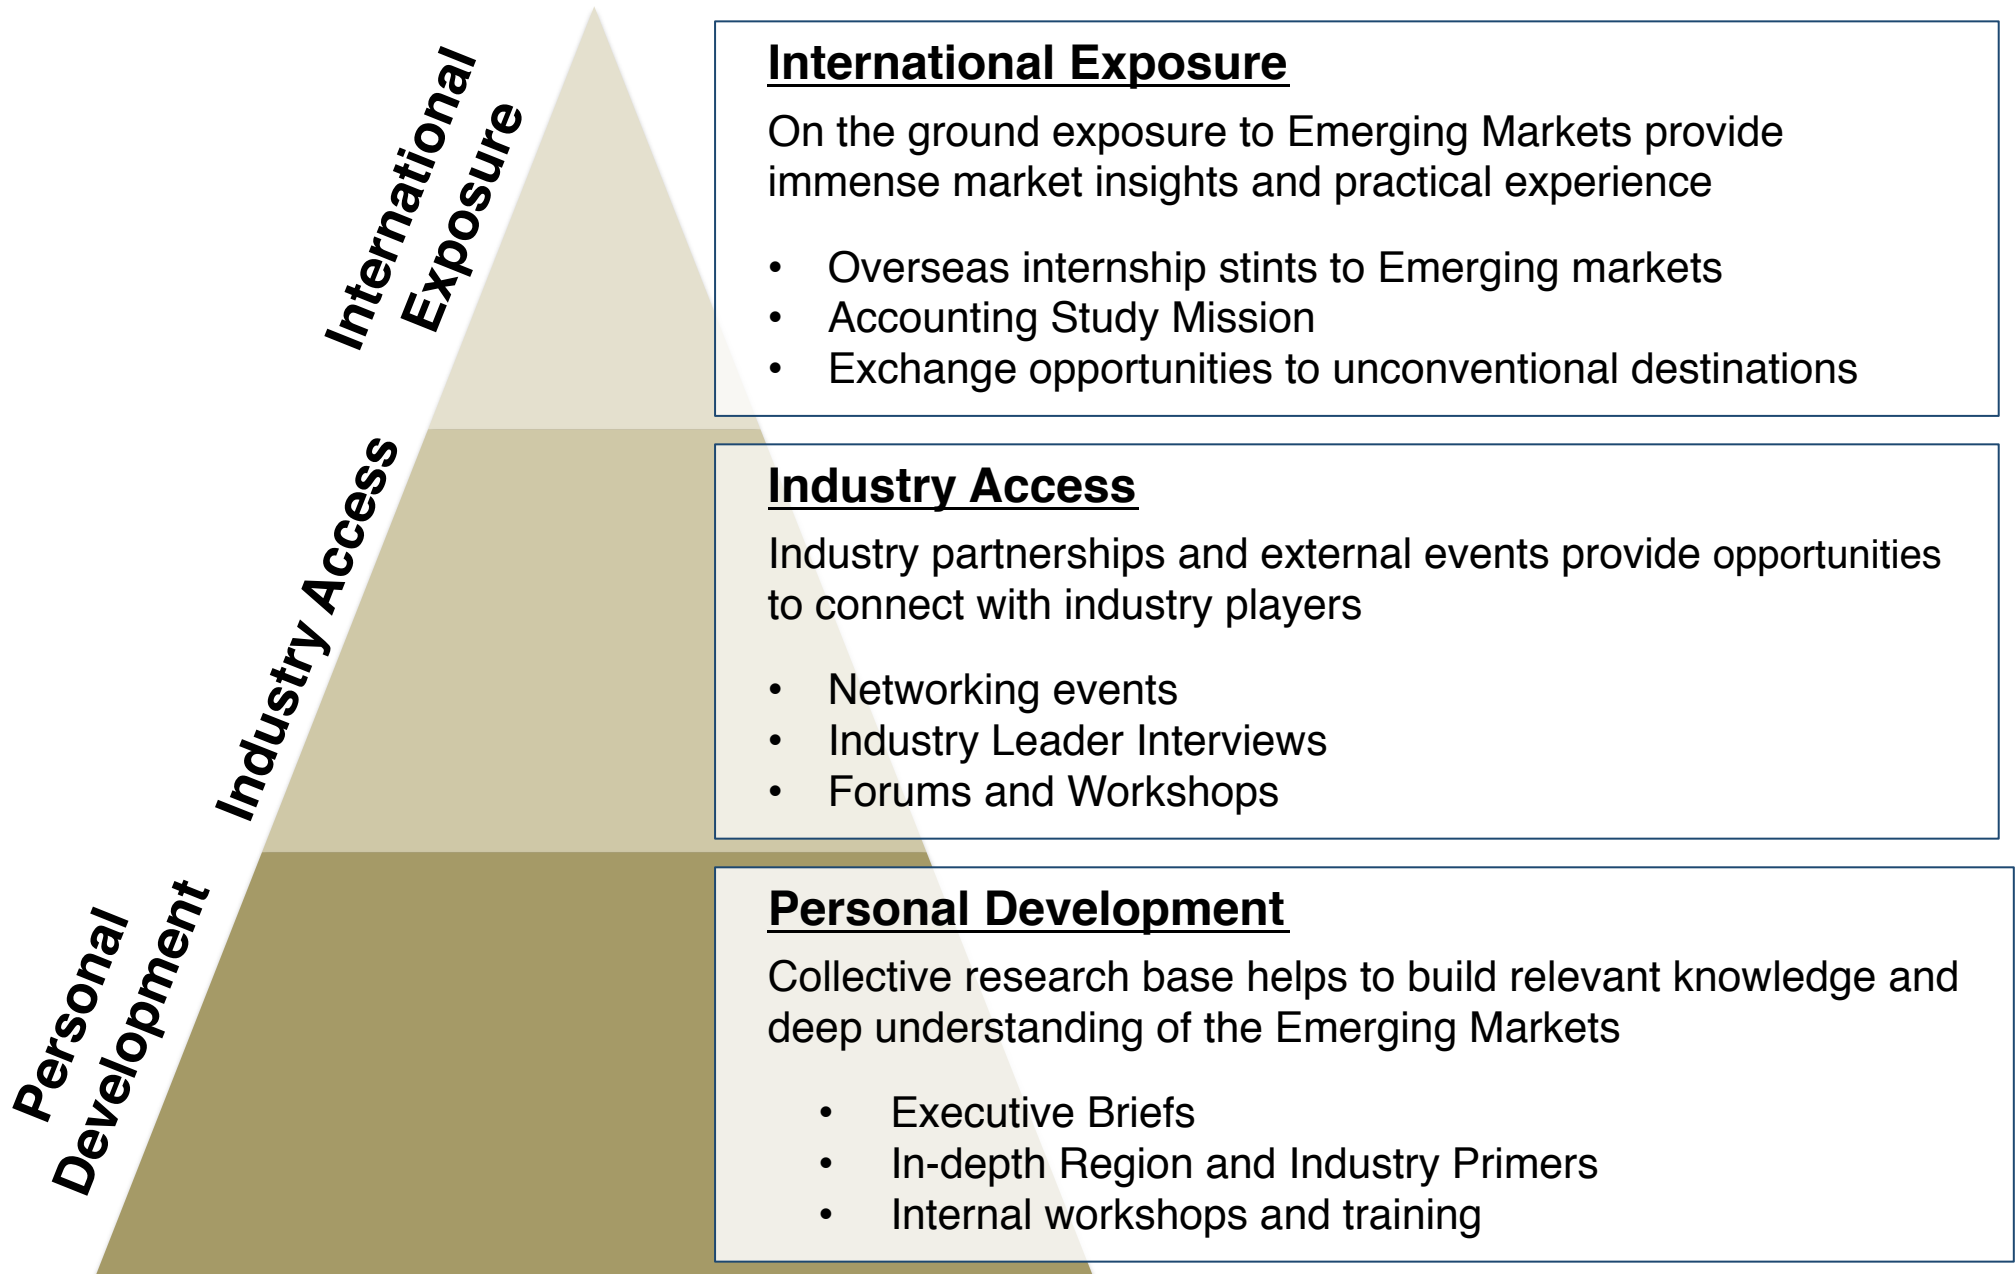 International
Exposure
International Exposure
On the ground exposure to Emerging Markets provide
immense market insights and practical experience
• Overseas internship stints to Emerging markets
• Accounting Study Mission
• Exchange opportunities to unconventional destinations
Industry Access
Industry Access
Industry partnerships and external events provide opportunities
to connect with industry players
• Networking events
• Industry Leader Interviews
• Forums and Workshops
Personal
Development
Personal Development
Collective research base helps to build relevant knowledge and
deep understanding of the Emerging Markets
• Executive Briefs
• In-depth Region and Industry Primers
• Internal workshops and training